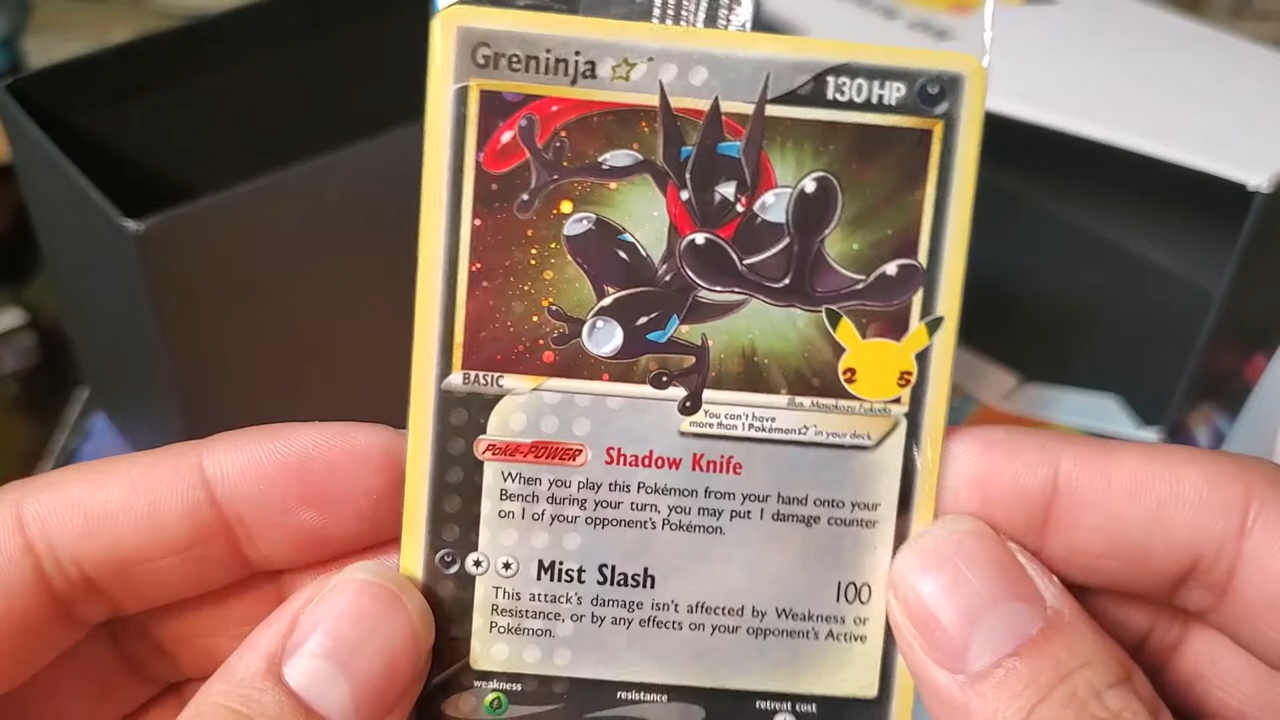 Greninja ☆
130 HP
25
BASIC
Illus. Masakazu Fukuda
You can't have
more than 1 Pokémon☆ in your deck
Poké-POWER Shadow Knife
When you play this Pokémon from your hand onto your
Bench during your turn, you may put 1 damage counter
on 1 of your opponent's Pokémon.
Mist Slash 100
This attack's damage isn't affected by Weakness or
Resistance, or by any effects on your opponent's Active
Pokémon.
weakness resistance retreat cost